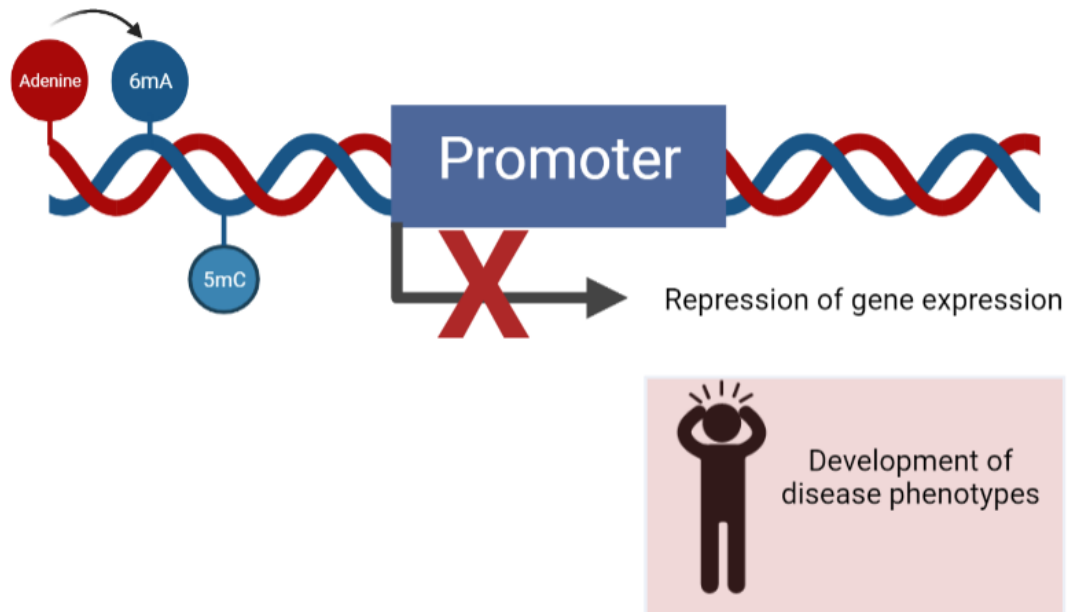 Adenine
6mA
Promoter
5mC
Repression of gene expression
Development of
disease phenotypes